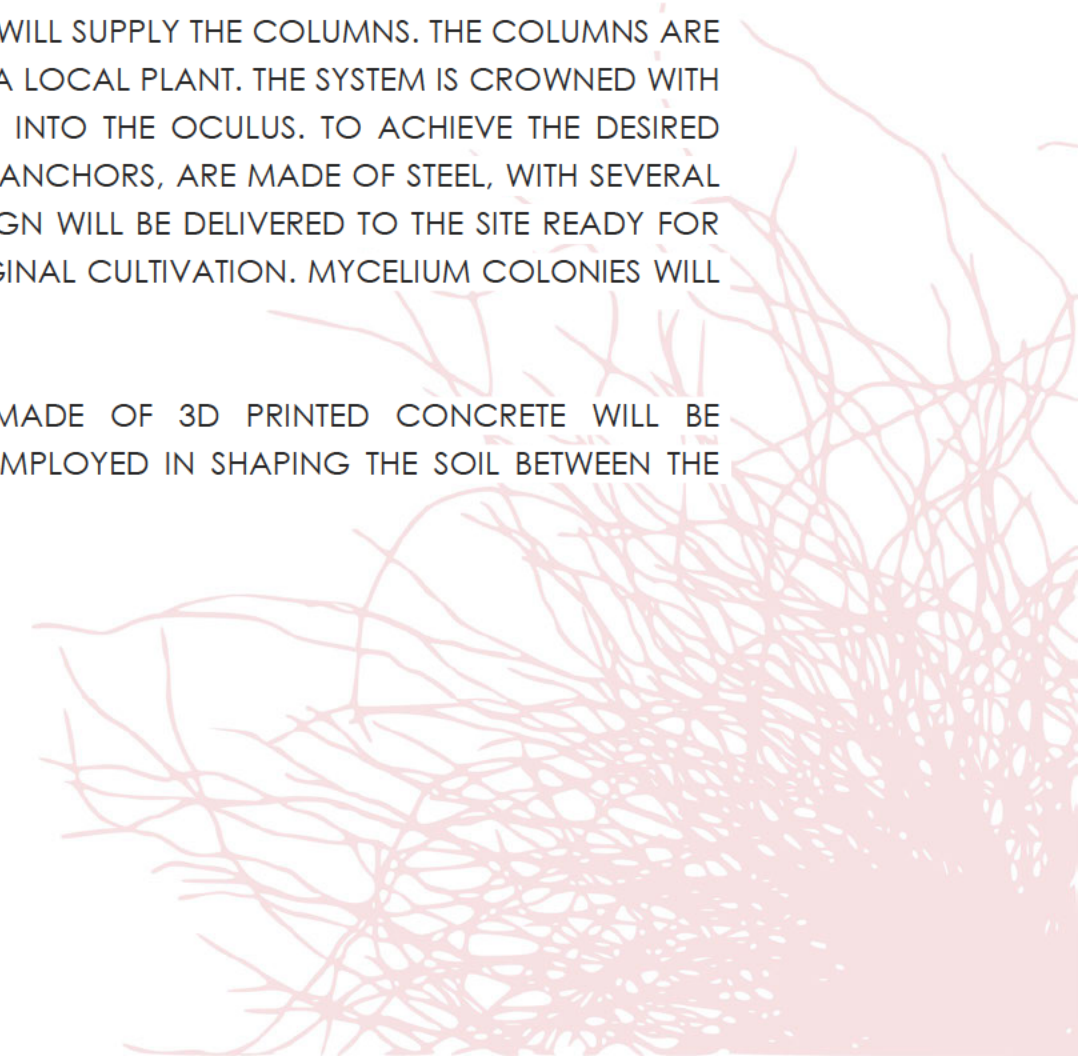 WILL SUPPLY THE COLUMNS. THE COLUMNS ARE
A LOCAL PLANT. THE SYSTEM IS CROWNED WITH
INTO THE OCULUS. TO ACHIEVE THE DESIRED
ANCHORS, ARE MADE OF STEEL, WITH SEVERAL
GN WILL BE DELIVERED TO THE SITE READY FOR
GINAL CULTIVATION. MYCELIUM COLONIES WILL
MADE OF 3D PRINTED CONCRETE WILL BE
MPLOYED IN SHAPING THE SOIL BETWEEN THE